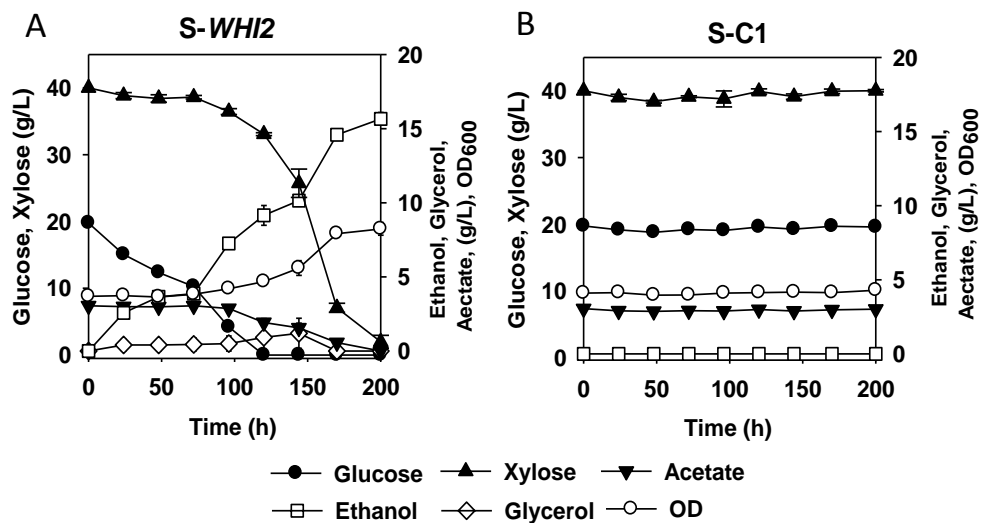 A
S-WHI2
B
S-C1
Glucose, Xylose (g/L)
40
30
20
10
0
20
15
10
5
0
Ethanol, Glycerol,
Aectate, (g/L), OD600
0 50 100 150 200
Time (h)
Glucose, Xylose (g/L)
40
30
20
10
0
20
15
10
5
0
Ethanol, Glycerol,
Aectate, (g/L), OD600
0 50 100 150 200
Time (h)
Glucose Xylose Acetate
Ethanol Glycerol OD